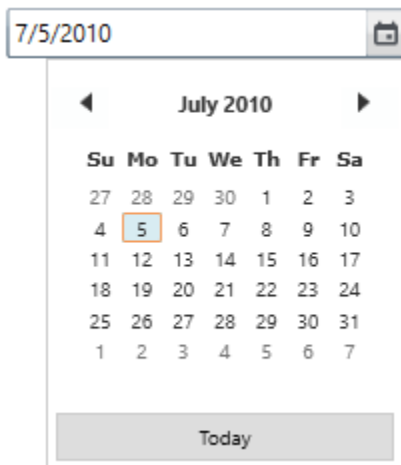 7/5/2010
July 2010
Su Mo Tu We Th Fr Sa
27 28 29 30 1 2 3
4 5 6 7 8 9 10
11 12 13 14 15 16 17
18 19 20 21 22 23 24
25 26 27 28 29 30 31
1 2 3 4 5 6 7
Today